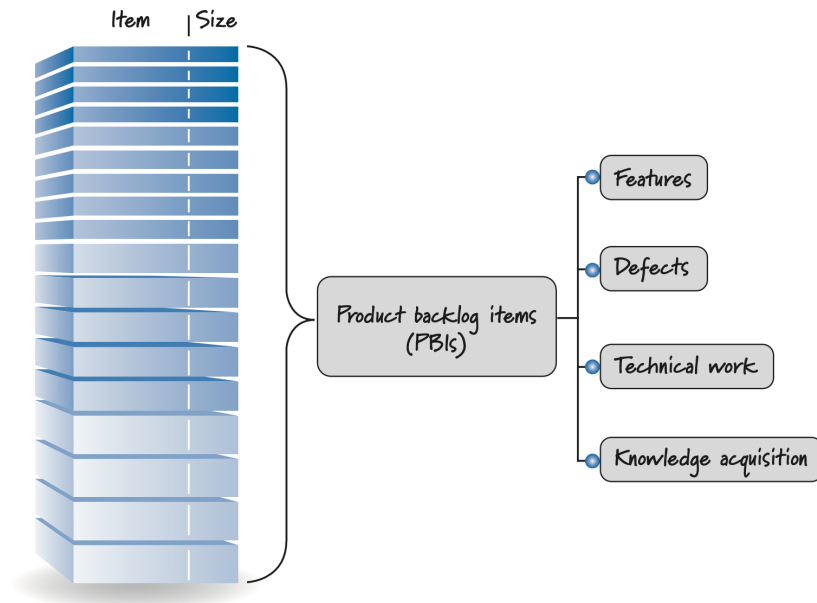 Item | Size
Features
Defects
Product backlog items
(PBIs)
Technical work
Knowledge acquisition